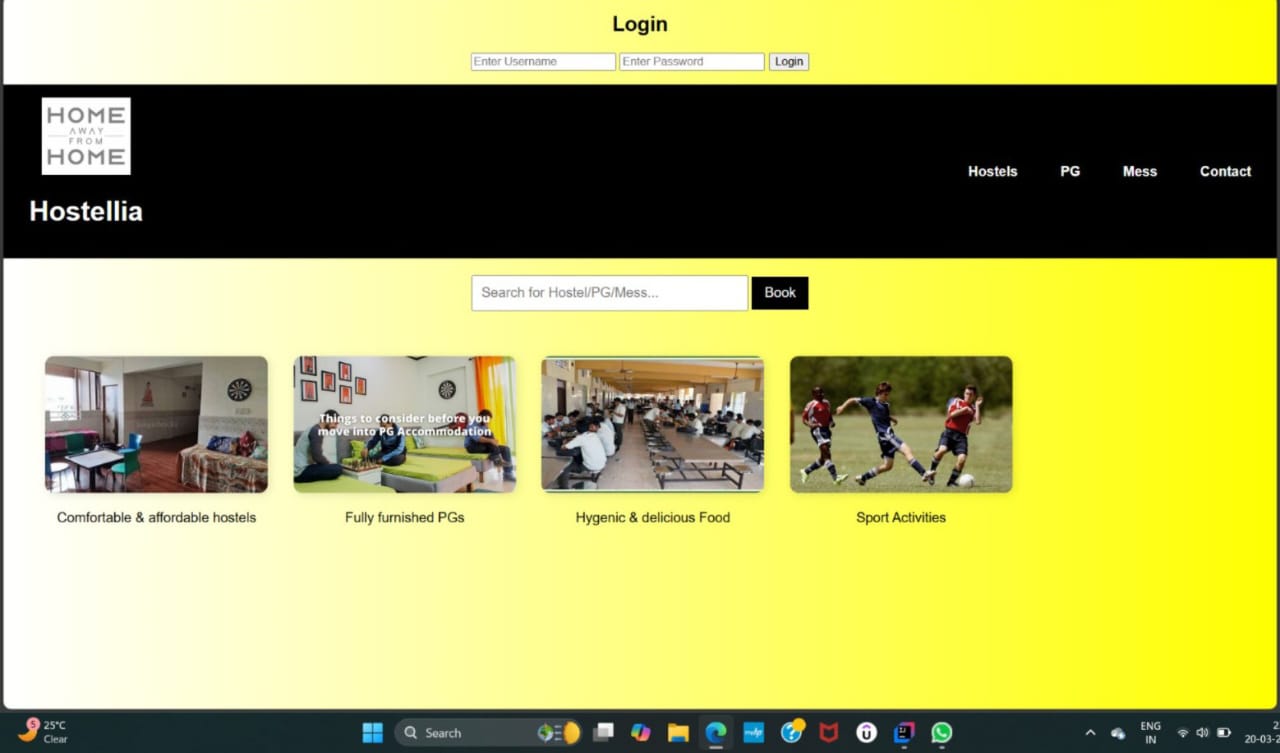 Login
Enter Username Enter Password Login
HOME
AWAY
FROM
HOME
Hostellia
Hostels PG Mess Contact
Search for Hostel/PG/Mess... Book
Things to consider before you
move into PG Accommodation
Comfortable & affordable hostels Fully furnished PGs Hygenic & delicious Food Sport Activities
5 25°C
Clear
Search
ENG
IN
2
20-03-2